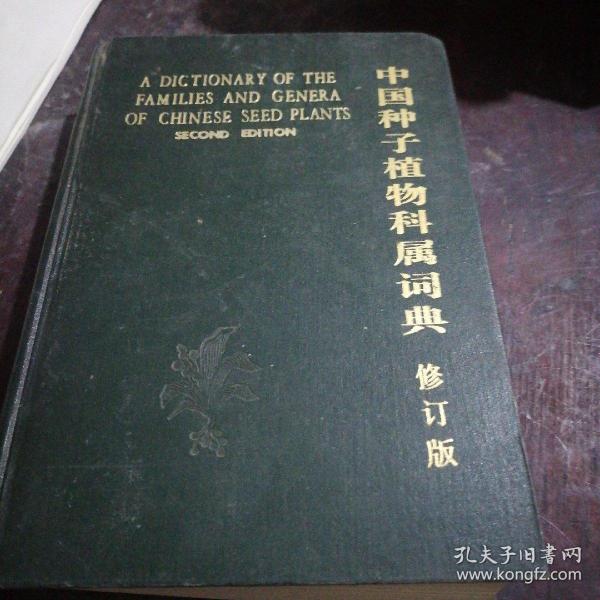 A DICTIONARY OF THE
FAMILIES AND GENERA
OF CHINESE SEED PLANTS
SECOND EDITION
中国种子植物科属词典
修订版
孔夫子旧书网
www.kongfz.com